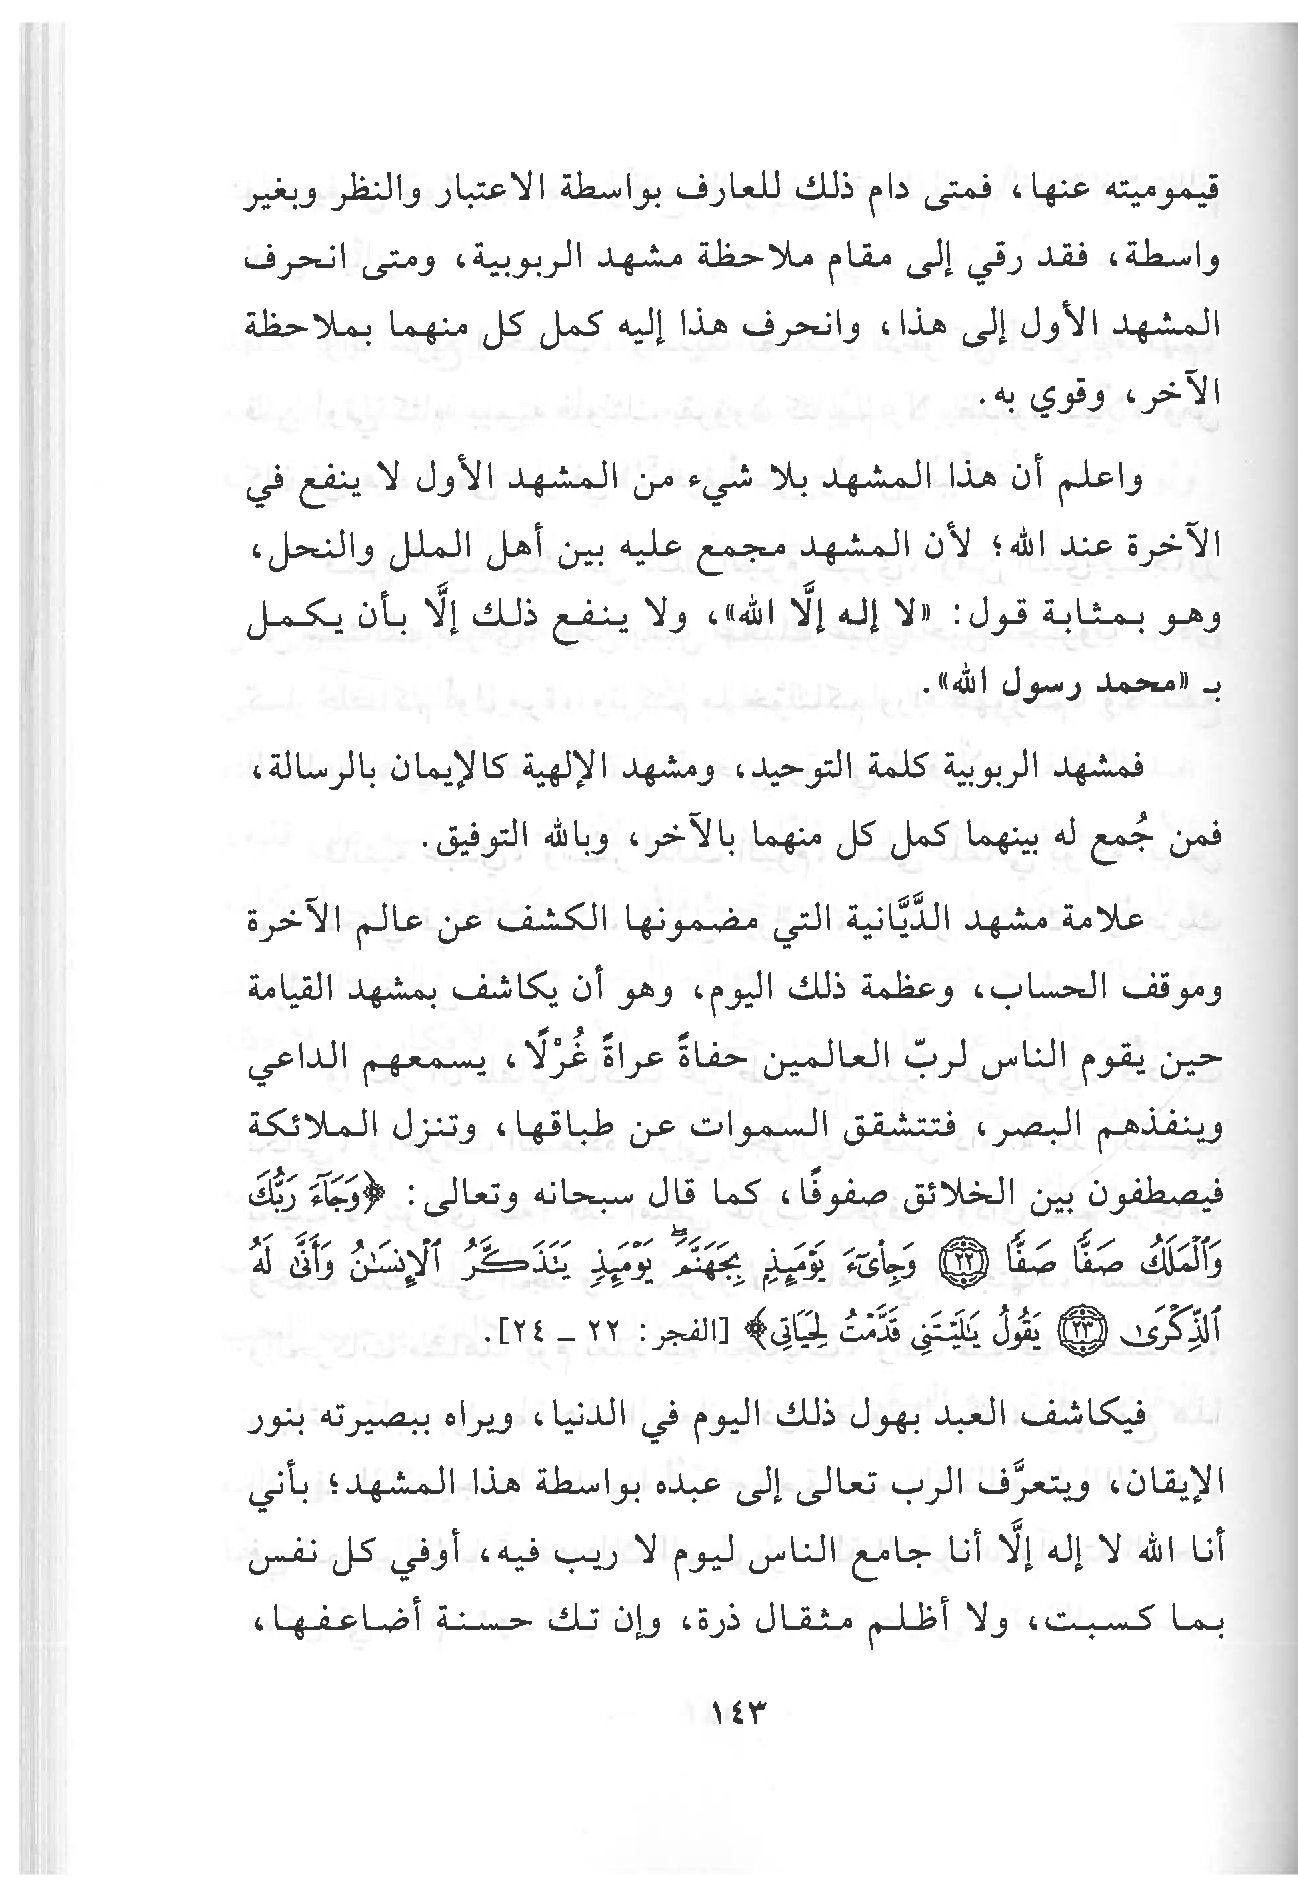 قيموميته عنها، فمتى دام ذلك للعارف بواسطة الاعتبار والنظر وبغير
واسطة، فقد رقي إلى مقام ملاحظة مشهد الربوبية، ومتى انحرف
المشهد الأول إلى هذا، وانحرف هذا إليه كمل كل منهما بملاحظة
الآخر، وقوي به.
واعلم أن هذا المشهد بلا شيء من المشهد الأول لا ينفع في
الآخرة عند الله؛ لأن المشهد مجمع عليه بين أهل الملل والنحل،
وهو بمثابة قول: «لا إله إلَّا الله»، ولا ينفع ذلك إلَّا بأن يكمل
بـ «محمد رسول الله».
فمشهد الربوبية كلمة التوحيد، ومشهد الإلهية كالإيمان بالرسالة،
فمن جُمع له بينهما كمل كل منهما بالآخر، وبالله التوفيق.
علامة مشهد الدَّيَّانية التي مضمونها الكشف عن عالم الآخرة
وموقف الحساب، وعظمة ذلك اليوم، وهو أن يكاشف بمشهد القيامة
حين يقوم الناس لربّ العالمين حفاةً عراةً غُرْلًا، يسمعهم الداعي
وينفذهم البصر، فتتشقق السموات عن طباقها، وتنزل الملائكة
فيصطفون بين الخلائق صفوفًا، كما قال سبحانه وتعالى: ﴿وَجَآءَ رَبُّكَ
وَٱلْمَلَكُ صَفًّا صَفًّا ۝٢٢ وَجِا۟ىٓءَ يَوْمَئِذٍۭ بِجَهَنَّمَۚ يَوْمَئِذٍ يَتَذَكَّرُ ٱلْإِنسَٰنُ وَأَنَّىٰ لَهُ
ٱلذِّكْرَىٰ ۝٢٣ يَقُولُ يَٰلَيْتَنِى قَدَّمْتُ لِحَيَاتِى﴾ [الفجر: ٢٢ ـ ٢٤].
فيكاشف العبد بهول ذلك اليوم في الدنيا، ويراه ببصيرته بنور
الإيقان، ويتعرَّف الرب تعالى إلى عبده بواسطة هذا المشهد؛ بأني
أنا الله لا إله إلَّا أنا جامع الناس ليوم لا ريب فيه، أوفي كل نفس
بما كسبت، ولا أظلم مثقال ذرة، وإن تك حسنة أضاعفها،
١٤٣